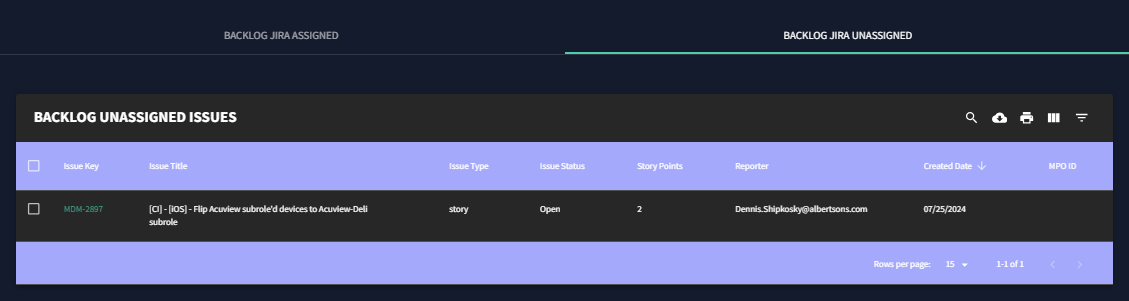 BACKLOG JIRA ASSIGNED
BACKLOG JIRA UNASSIGNED
BACKLOG UNASSIGNED ISSUES
Issue Key Issue Title Issue Type Issue Status Story Points Reporter Created Date MPO ID
MDM-2897 [CI] - [iOS] - Flip Acuview subrole'd devices to Acuview-Deli story Open 2 Dennis.Shipkosky@albertsons.com 07/25/2024
subrole
Rows per page: 15 1-1 of 1